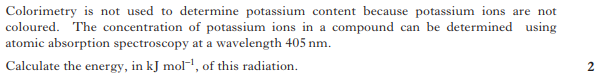 Colorimetry is not used to determine potassium content because potassium ions are not
coloured. The concentration of potassium ions in a compound can be determined using
atomic absorption spectroscopy at a wavelength 405 nm.
Calculate the energy, in kJ mol⁻¹, of this radiation. 2